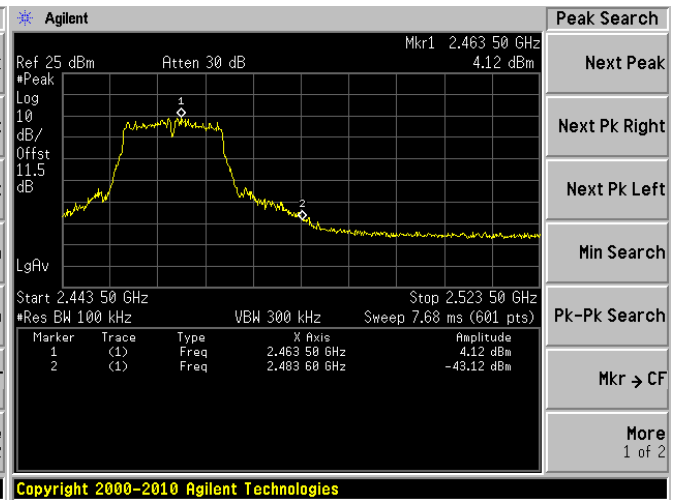 Agilent
Peak Search
Mkr1 2.463 50 GHz
Ref 25 dBm Atten 30 dB 4.12 dBm
Next Peak
#Peak
Log
10
dB/
Offst
11.5
dB
1
2
Next Pk Right
Next Pk Left
LgAv
Min Search
Start 2.443 50 GHz Stop 2.523 50 GHz
#Res BW 100 kHz VBW 300 kHz Sweep 7.68 ms (601 pts)
Pk-Pk Search
Marker Trace Type X Axis Amplitude
1 (1) Freq 2.463 50 GHz 4.12 dBm
2 (1) Freq 2.483 60 GHz -43.12 dBm
Mkr → CF
More
1 of 2
Copyright 2000-2010 Agilent Technologies